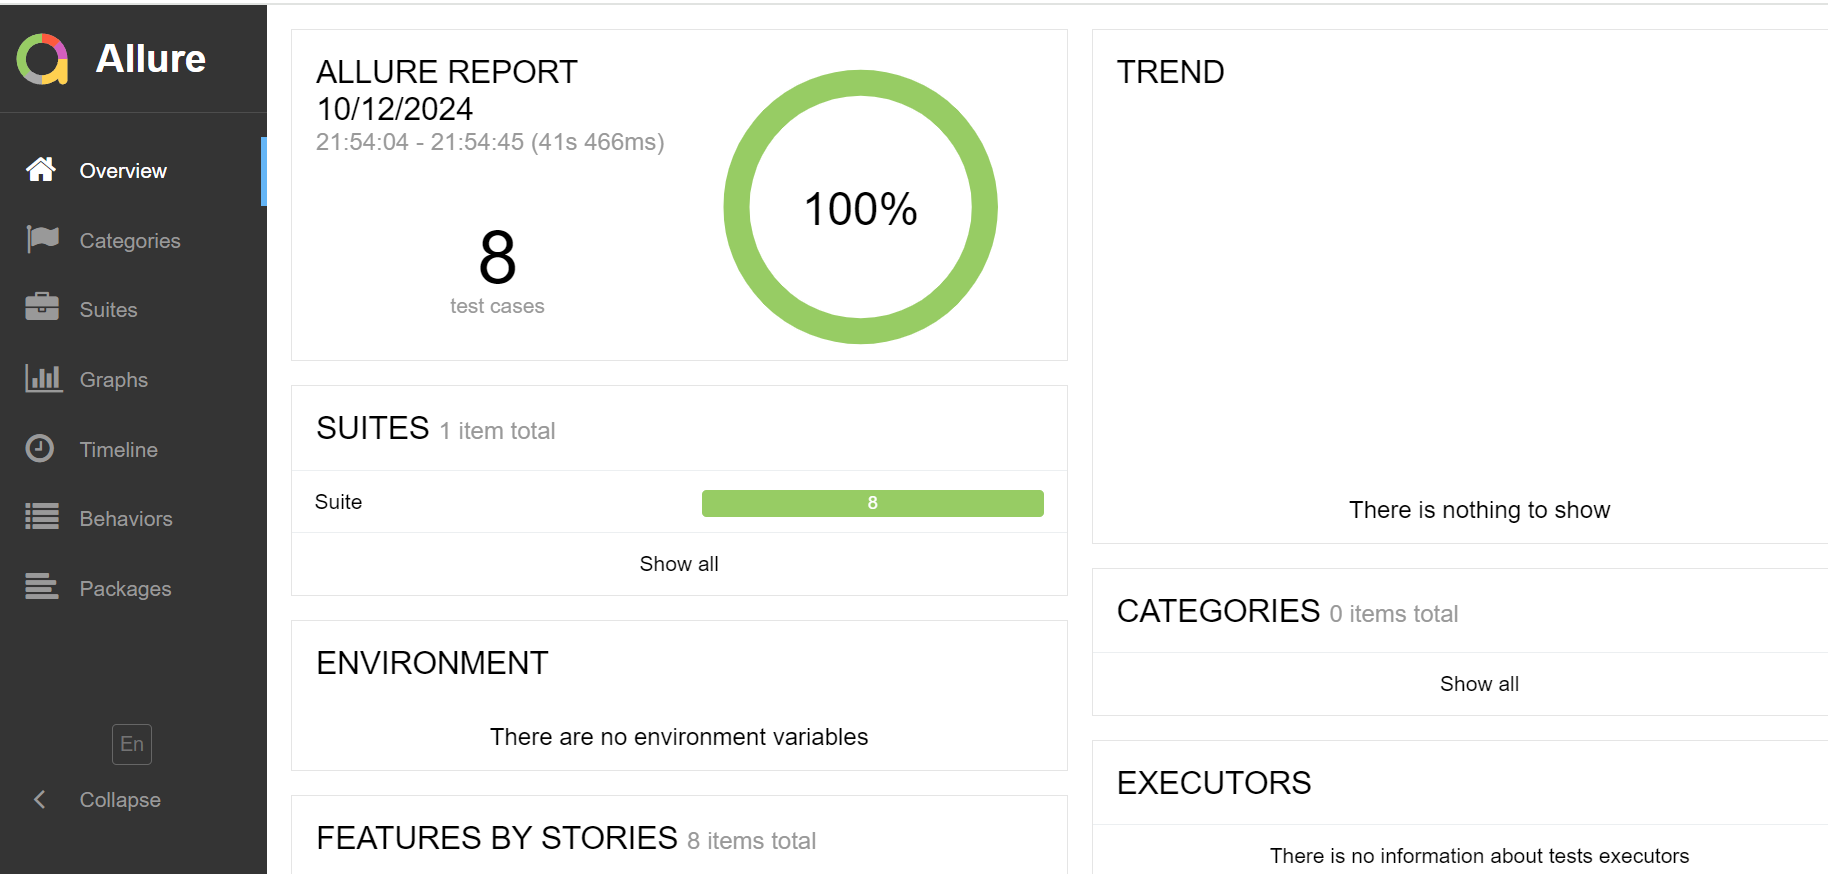 Allure
Overview
Categories
Suites
Graphs
Timeline
Behaviors
Packages
En
Collapse
ALLURE REPORT
10/12/2024
21:54:04 - 21:54:45 (41s 466ms)
8
test cases
100%
SUITES 1 item total
Suite 8
Show all
ENVIRONMENT
There are no environment variables
FEATURES BY STORIES 8 items total
TREND
There is nothing to show
CATEGORIES 0 items total
Show all
EXECUTORS
There is no information about tests executors